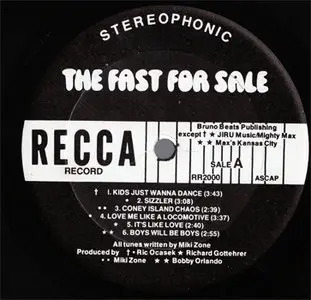 STEREOPHONIC
THE FAST FOR SALE
Bruno Beats Publishing
except † ★ JIRU Music/Mighty Max
★ ★ Max's Kansas City
RECCA
RECORD
SALE A
RR2000 ASCAP
† 1. KIDS JUST WANNA DANCE (3:43)
★ 2. SIZZLER (3:38)
★★ 3. CONEY ISLAND CHAOS (2:39)
4. LOVE ME LIKE A LOCOMOTIVE (3:37)
★ 5. IT'S LIKE LOVE (2:40)
★★ 6. BOYS WILL BE BOYS (2:55)
All tunes written by Miki Zone
Produced by † ★ Ric Ocasek ★ Richard Gottehrer
★★ Miki Zone ★★ Bobby Orlando